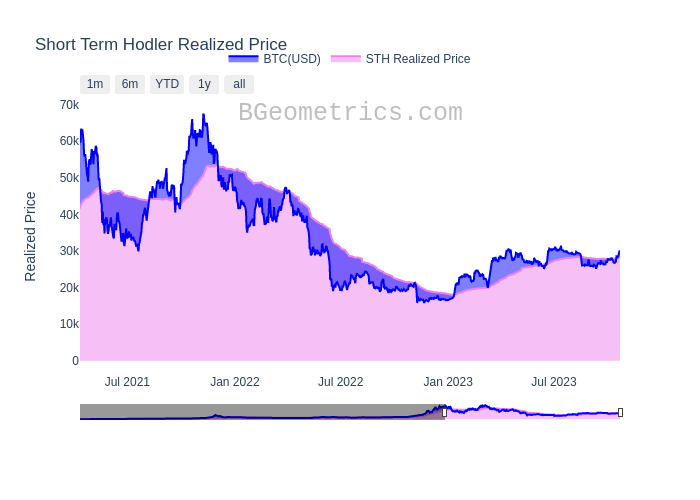 Short Term Hodler Realized Price
BTC(USD) STH Realized Price
1m 6m YTD 1y all
BGeometrics.com
Realized Price
70k
60k
50k
40k
30k
20k
10k
0
Jul 2021 Jan 2022 Jul 2022 Jan 2023 Jul 2023